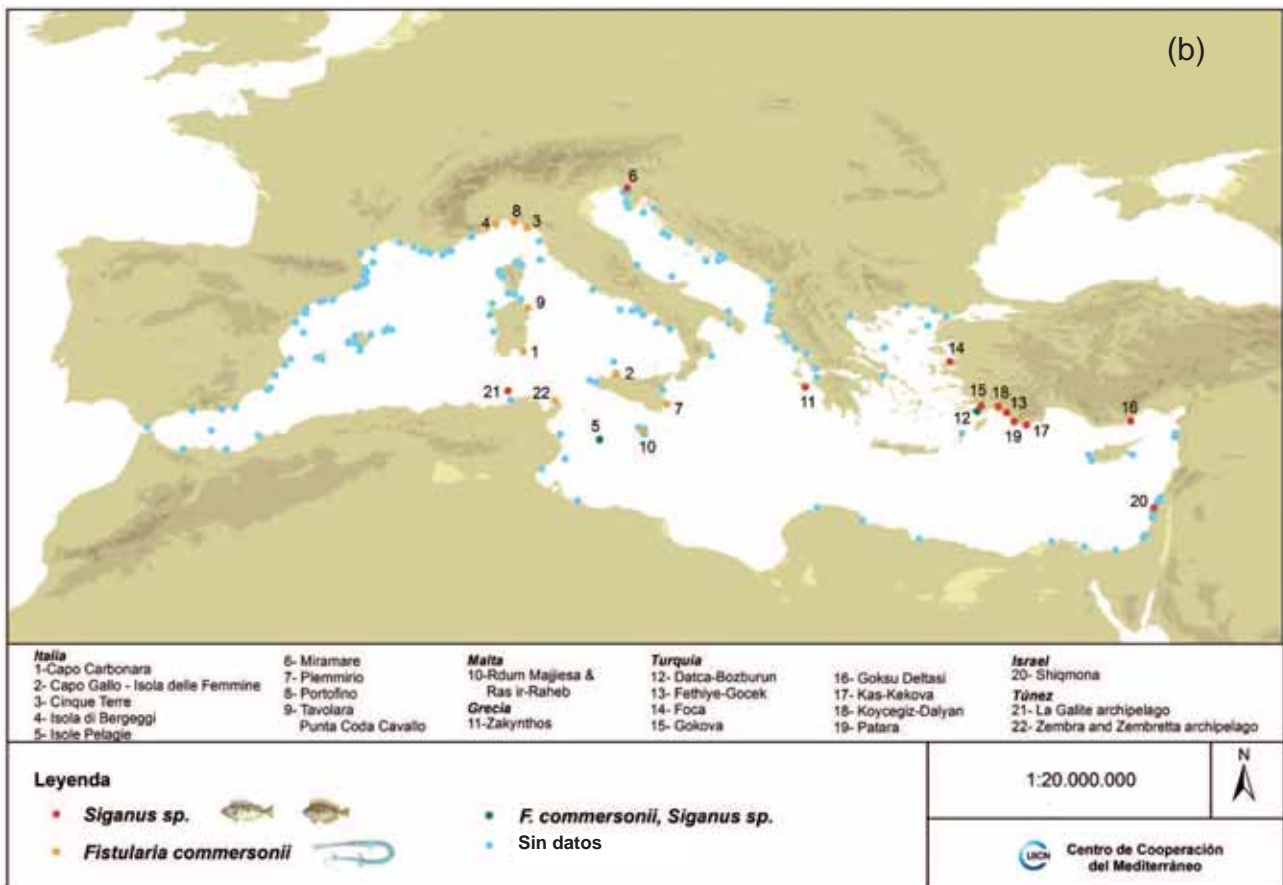 (b)
6
4 8 3
9
1
2
21
22
7
5
10
11
14
15 18
13
12
19 17
16
20
Italia
1-Capo Carbonara
2- Capo Gallo - Isola delle Femmine
3- Cinque Terre
4- Isola di Bergeggi
5- Isole Pelagie
6- Miramare
7- Plemmirio
8- Portofino
9- Tavolara
Punta Coda Cavallo
Malta
10-Rdum Majjiesa &
Ras ir-Raheb
Grecia
11-Zakynthos
Turquía
12- Datca-Bozburun
13- Fethiye-Gocek
14- Foca
15- Gokova
16- Goksu Deltasi
17- Kas-Kekova
18- Koycegiz-Dalyan
19- Patara
Israel
20- Shiqmona
Túnez
21- La Galite archipelago
22- Zembra and Zembretta archipelago
Leyenda
Siganus sp.
Fistularia commersonii
F. commersonii, Siganus sp.
Sin datos
1:20.000.000
N
UICN
Centro de Cooperación
del Mediterráneo